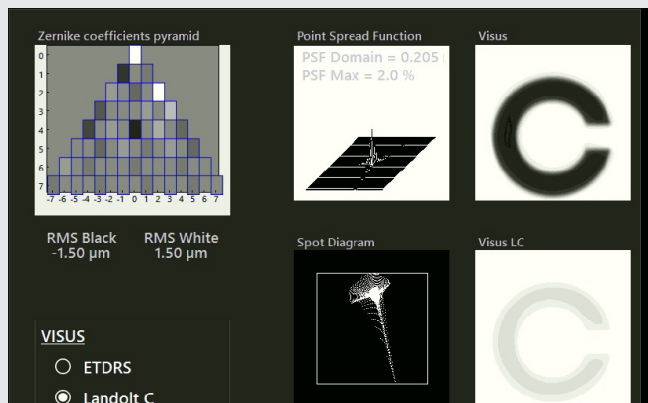 Zernike coefficients pyramid
0
1
2
3
4
5
6
7
-7 -6 -5 -4 -3 -2 -1 0 1 2 3 4 5 6 7
RMS Black
-1.50 µm
RMS White
1.50 µm
Point Spread Function
PSF Domain = 0.205
PSF Max = 2.0 %
Visus
Spot Diagram
Visus LC
VISUS
ETDRS
Landolt C